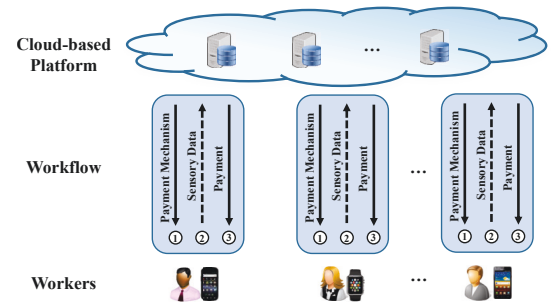 Cloud-based
Platform
...
Workflow
Payment Mechanism
Sensory Data
Payment
1
2
3
Payment Mechanism
Sensory Data
Payment
1
2
3
...
Payment Mechanism
Sensory Data
Payment
1
2
3
Workers
...